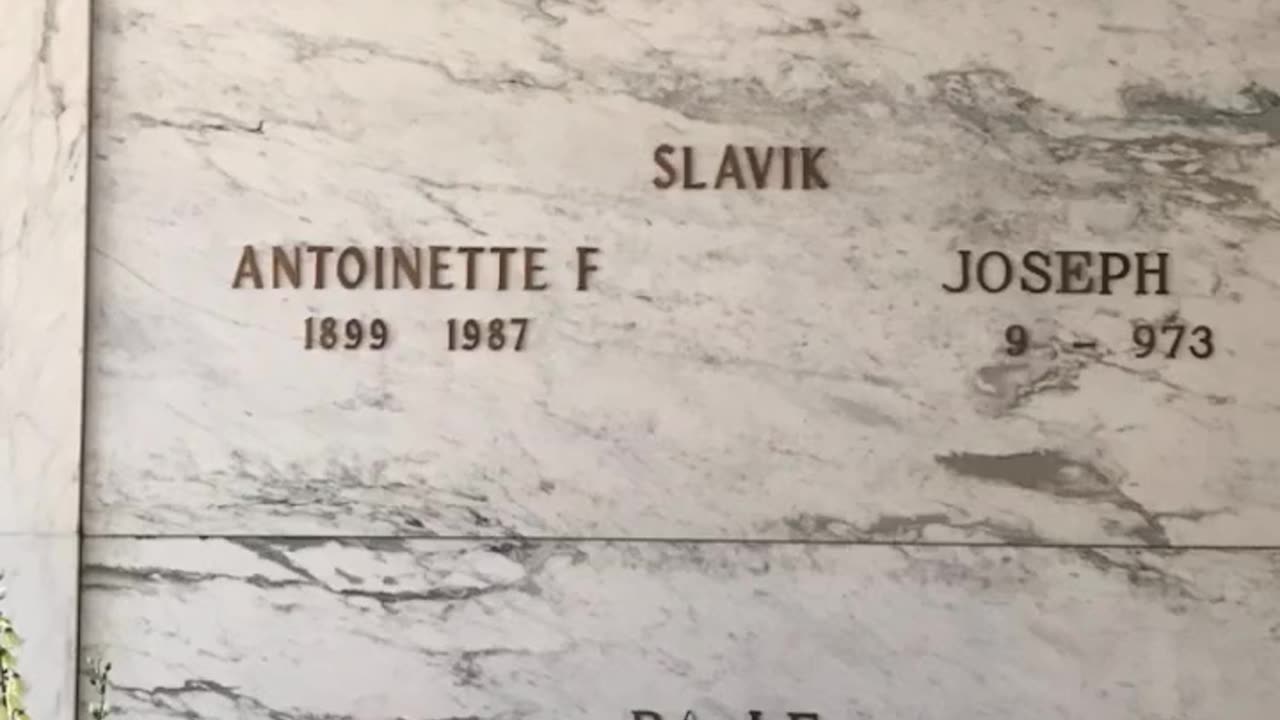 SLAVIK
ANTOINETTE F JOSEPH
1899 1987 9 – 973